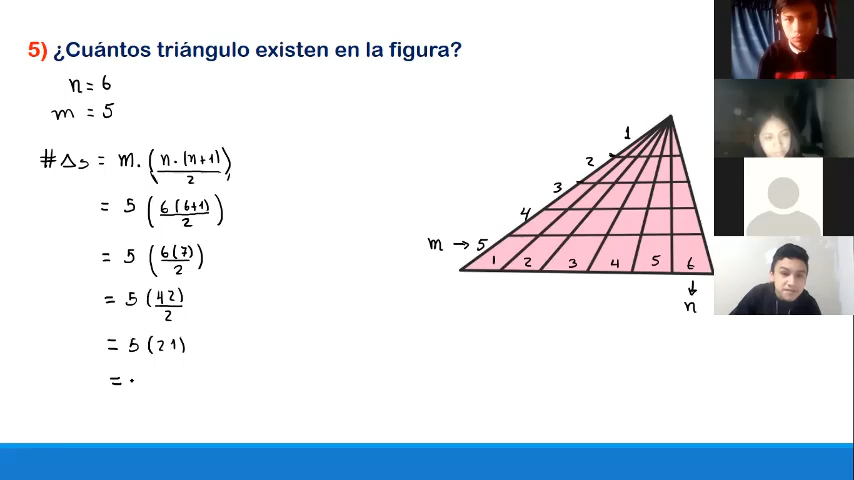 5) ¿Cuántos triángulo existen en la figura?
n = 6
m = 5
# Δs = m. (n.(n+1)/2)
= 5 (6(6+1)/2)
= 5 (6(7)/2)
= 5 (42/2)
= 5 (21)
= .
1
2
3
4
m → 5
1 2 3 4 5 6
↓
n